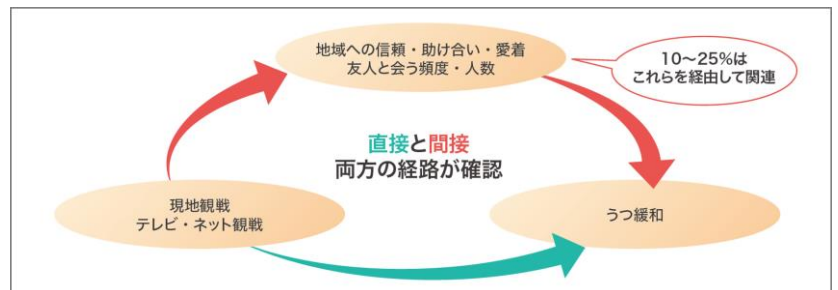 地域への信頼・助け合い・愛着
友人と会う頻度・人数
10～25%は
これらを経由して関連
直接と間接
両方の経路が確認
現地観戦
テレビ・ネット観戦
うつ緩和